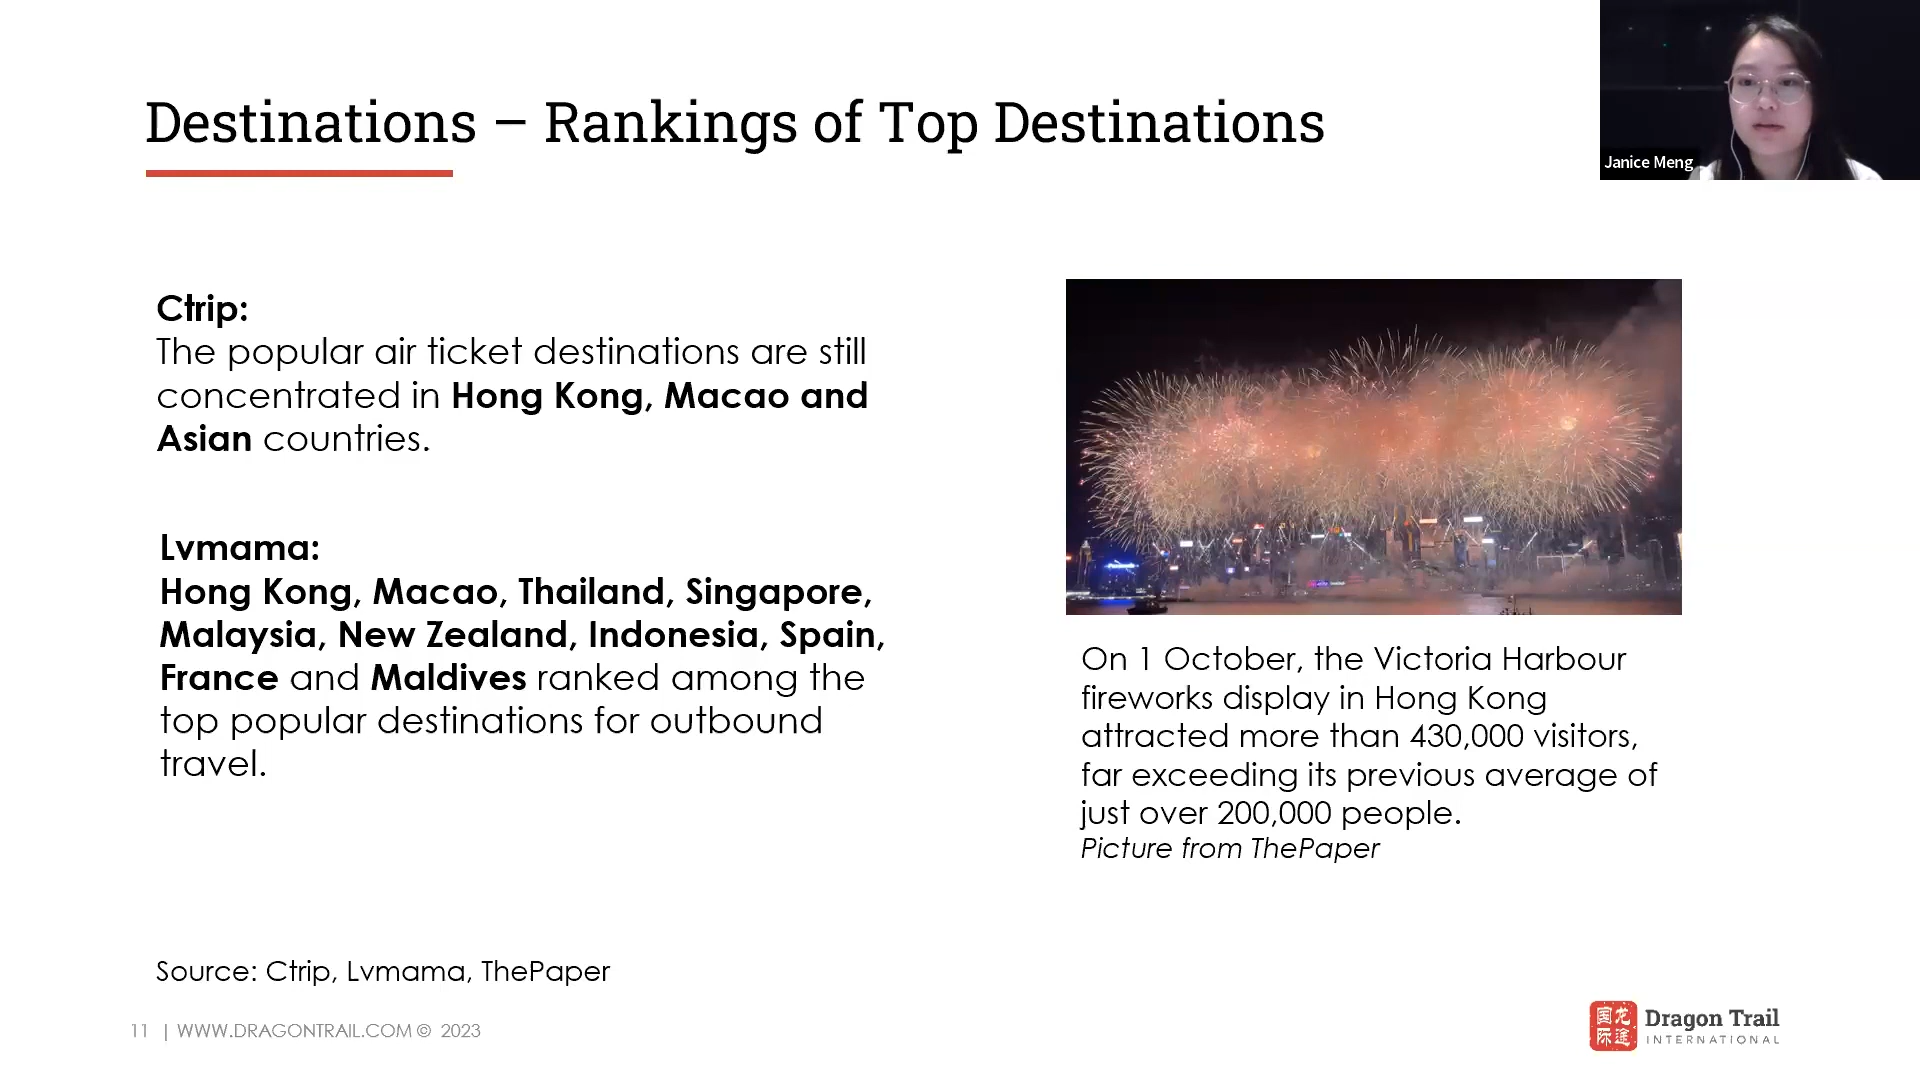 Destinations – Rankings of Top Destinations
Janice Meng
Ctrip:
The popular air ticket destinations are still
concentrated in Hong Kong, Macao and
Asian countries.
Lvmama:
Hong Kong, Macao, Thailand, Singapore,
Malaysia, New Zealand, Indonesia, Spain,
France and Maldives ranked among the
top popular destinations for outbound
travel.
On 1 October, the Victoria Harbour
fireworks display in Hong Kong
attracted more than 430,000 visitors,
far exceeding its previous average of
just over 200,000 people.
Picture from ThePaper
Source: Ctrip, Lvmama, ThePaper
11 | WWW.DRAGONTRAIL.COM © 2023
国际龙途
Dragon Trail
INTERNATIONAL